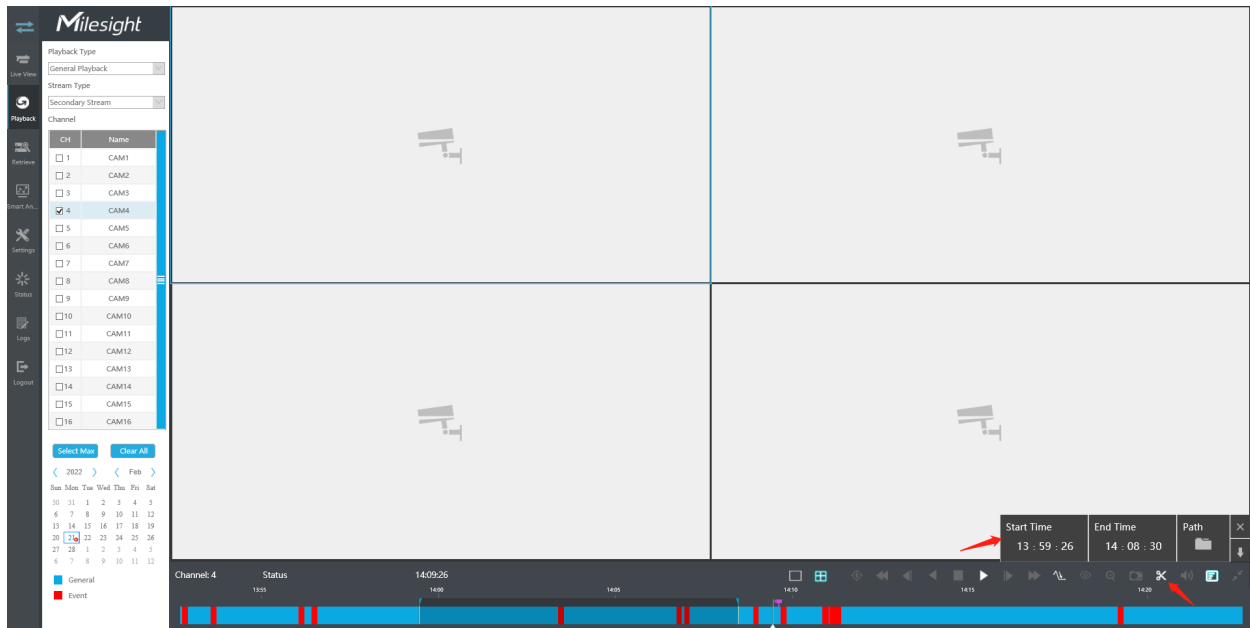 Milesight
Live View
Playback
Retrieve
Smart An...
Settings
Status
Logs
Logout
Playback Type
General Playback
Stream Type
Secondary Stream
Channel
CH Name
1 CAM1
2 CAM2
3 CAM3
4 CAM4
5 CAM5
6 CAM6
7 CAM7
8 CAM8
9 CAM9
10 CAM10
11 CAM11
12 CAM12
13 CAM13
14 CAM14
15 CAM15
16 CAM16
Select Max Clear All
2022 Feb
Sun Mon Tue Wed Thu Fri Sat
30 31 1 2 3 4 5
6 7 8 9 10 11 12
13 14 15 16 17 18 19
20 21 22 23 24 25 26
27 28 1 2 3 4 5
6 7 8 9 10 11 12
General
Event
Start Time End Time Path
13 : 59 : 26 14 : 08 : 30
Channel: 4 Status 14:09:26
13:55 14:00 14:05 14:10 14:15 14:20